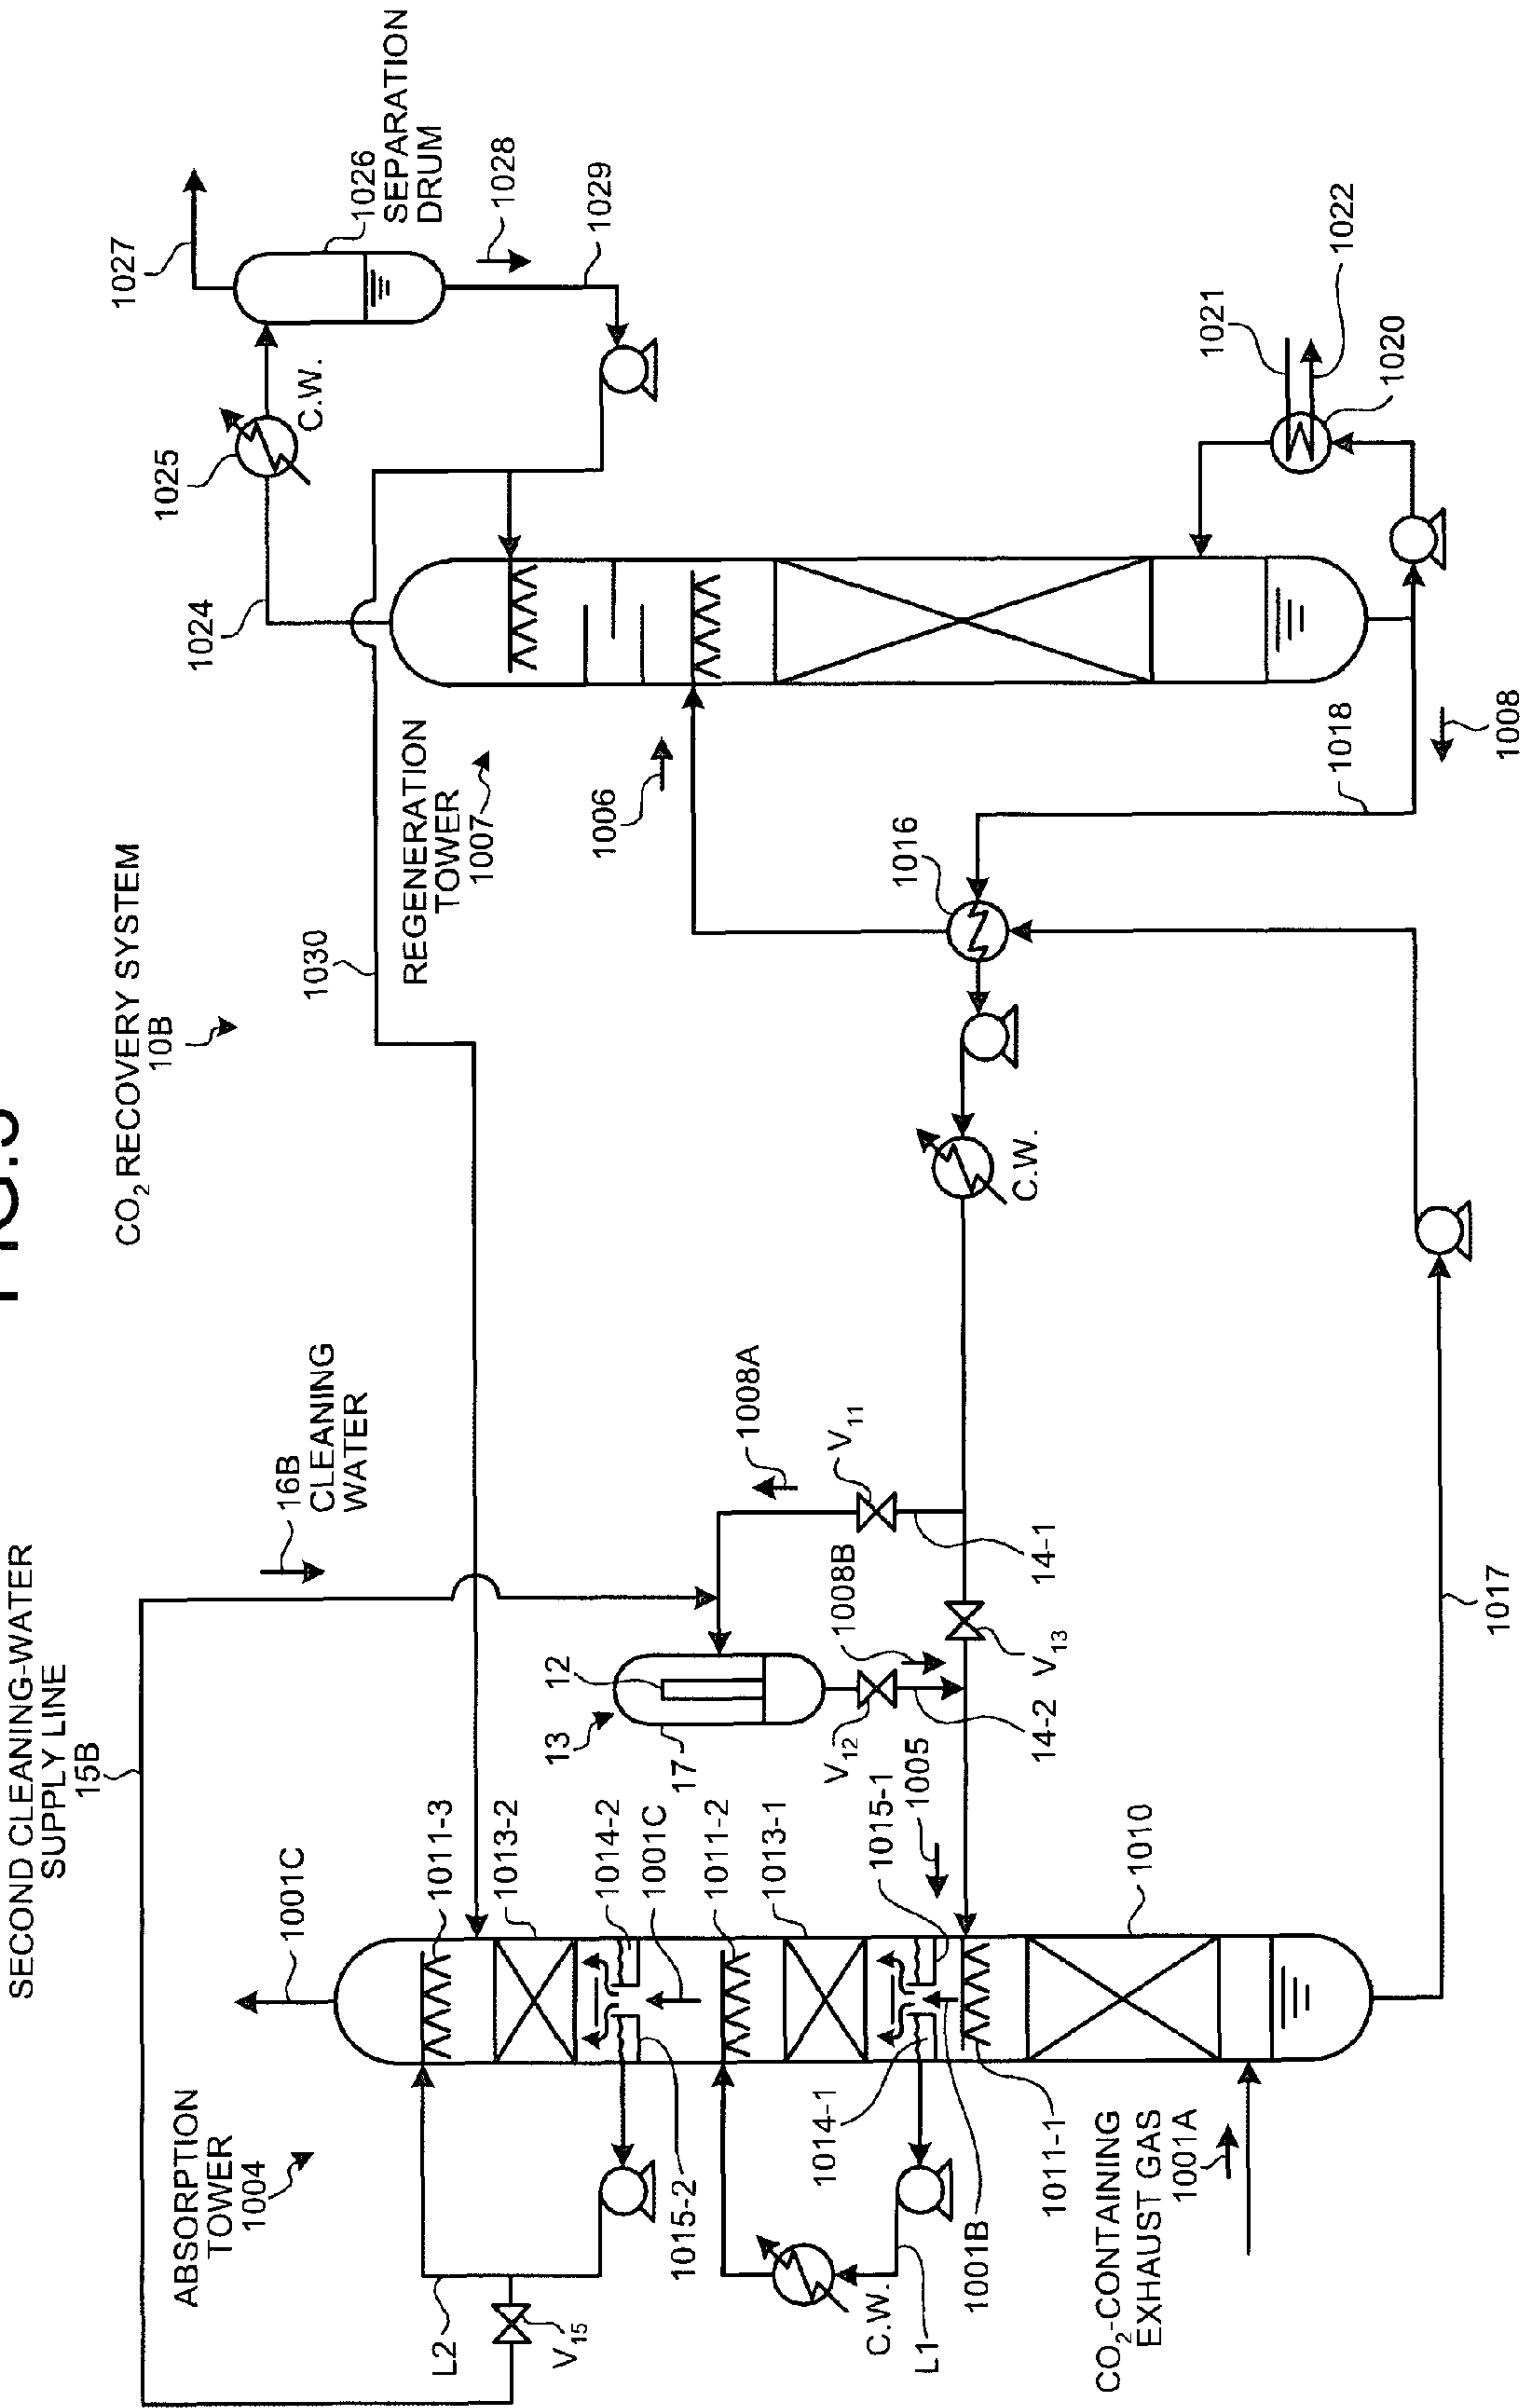 FIG.3
CO2 RECOVERY SYSTEM
10B
SECOND CLEANING-WATER
SUPPLY LINE
15B
16B
CLEANING
WATER
ABSORPTION
TOWER
1004
1001C
1011-3
1013-2
1014-2
1001C
1011-2
1013-1
1015-1
1005
1010
L2
V15
1015-2
1014-1
C.W.
L1
1001B
1011-1
CO2-CONTAINING
EXHAUST GAS
1001A
13
12
17
V12
1008B
14-2
V13
14-1
V11
1008A
1017
C.W.
1016
1018
1008
1030
REGENERATION
TOWER
1007
1006
1024
1025
C.W.
1027
1026
SEPARATION
DRUM
1028
1029
1021
1022
1020